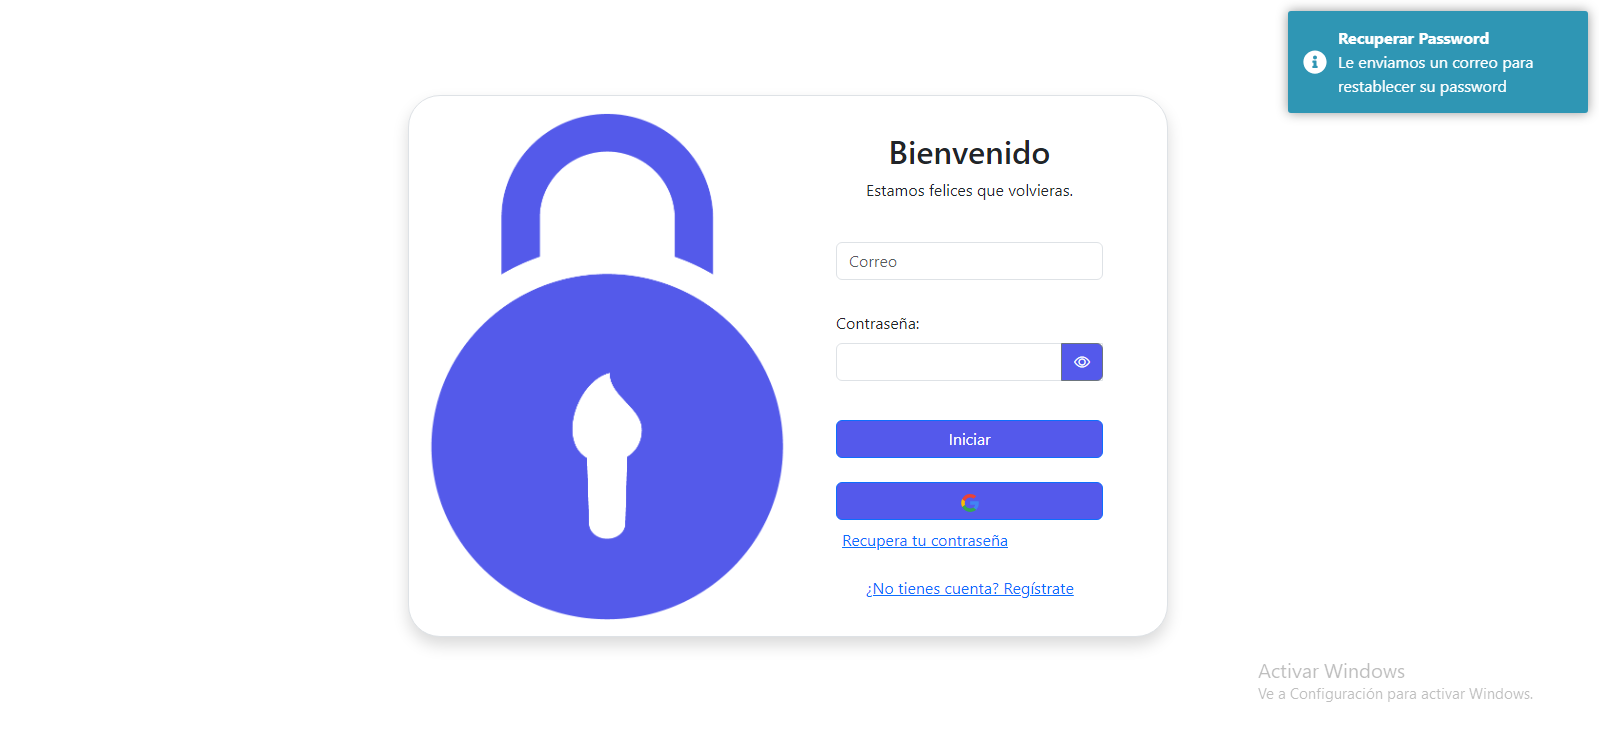 Recuperar Password
Le enviamos un correo para
restablecer su password
Bienvenido
Estamos felices que volvieras.
Correo
Contraseña:
Iniciar
Recupera tu contraseña
¿No tienes cuenta? Regístrate
Activar Windows
Ve a Configuración para activar Windows.